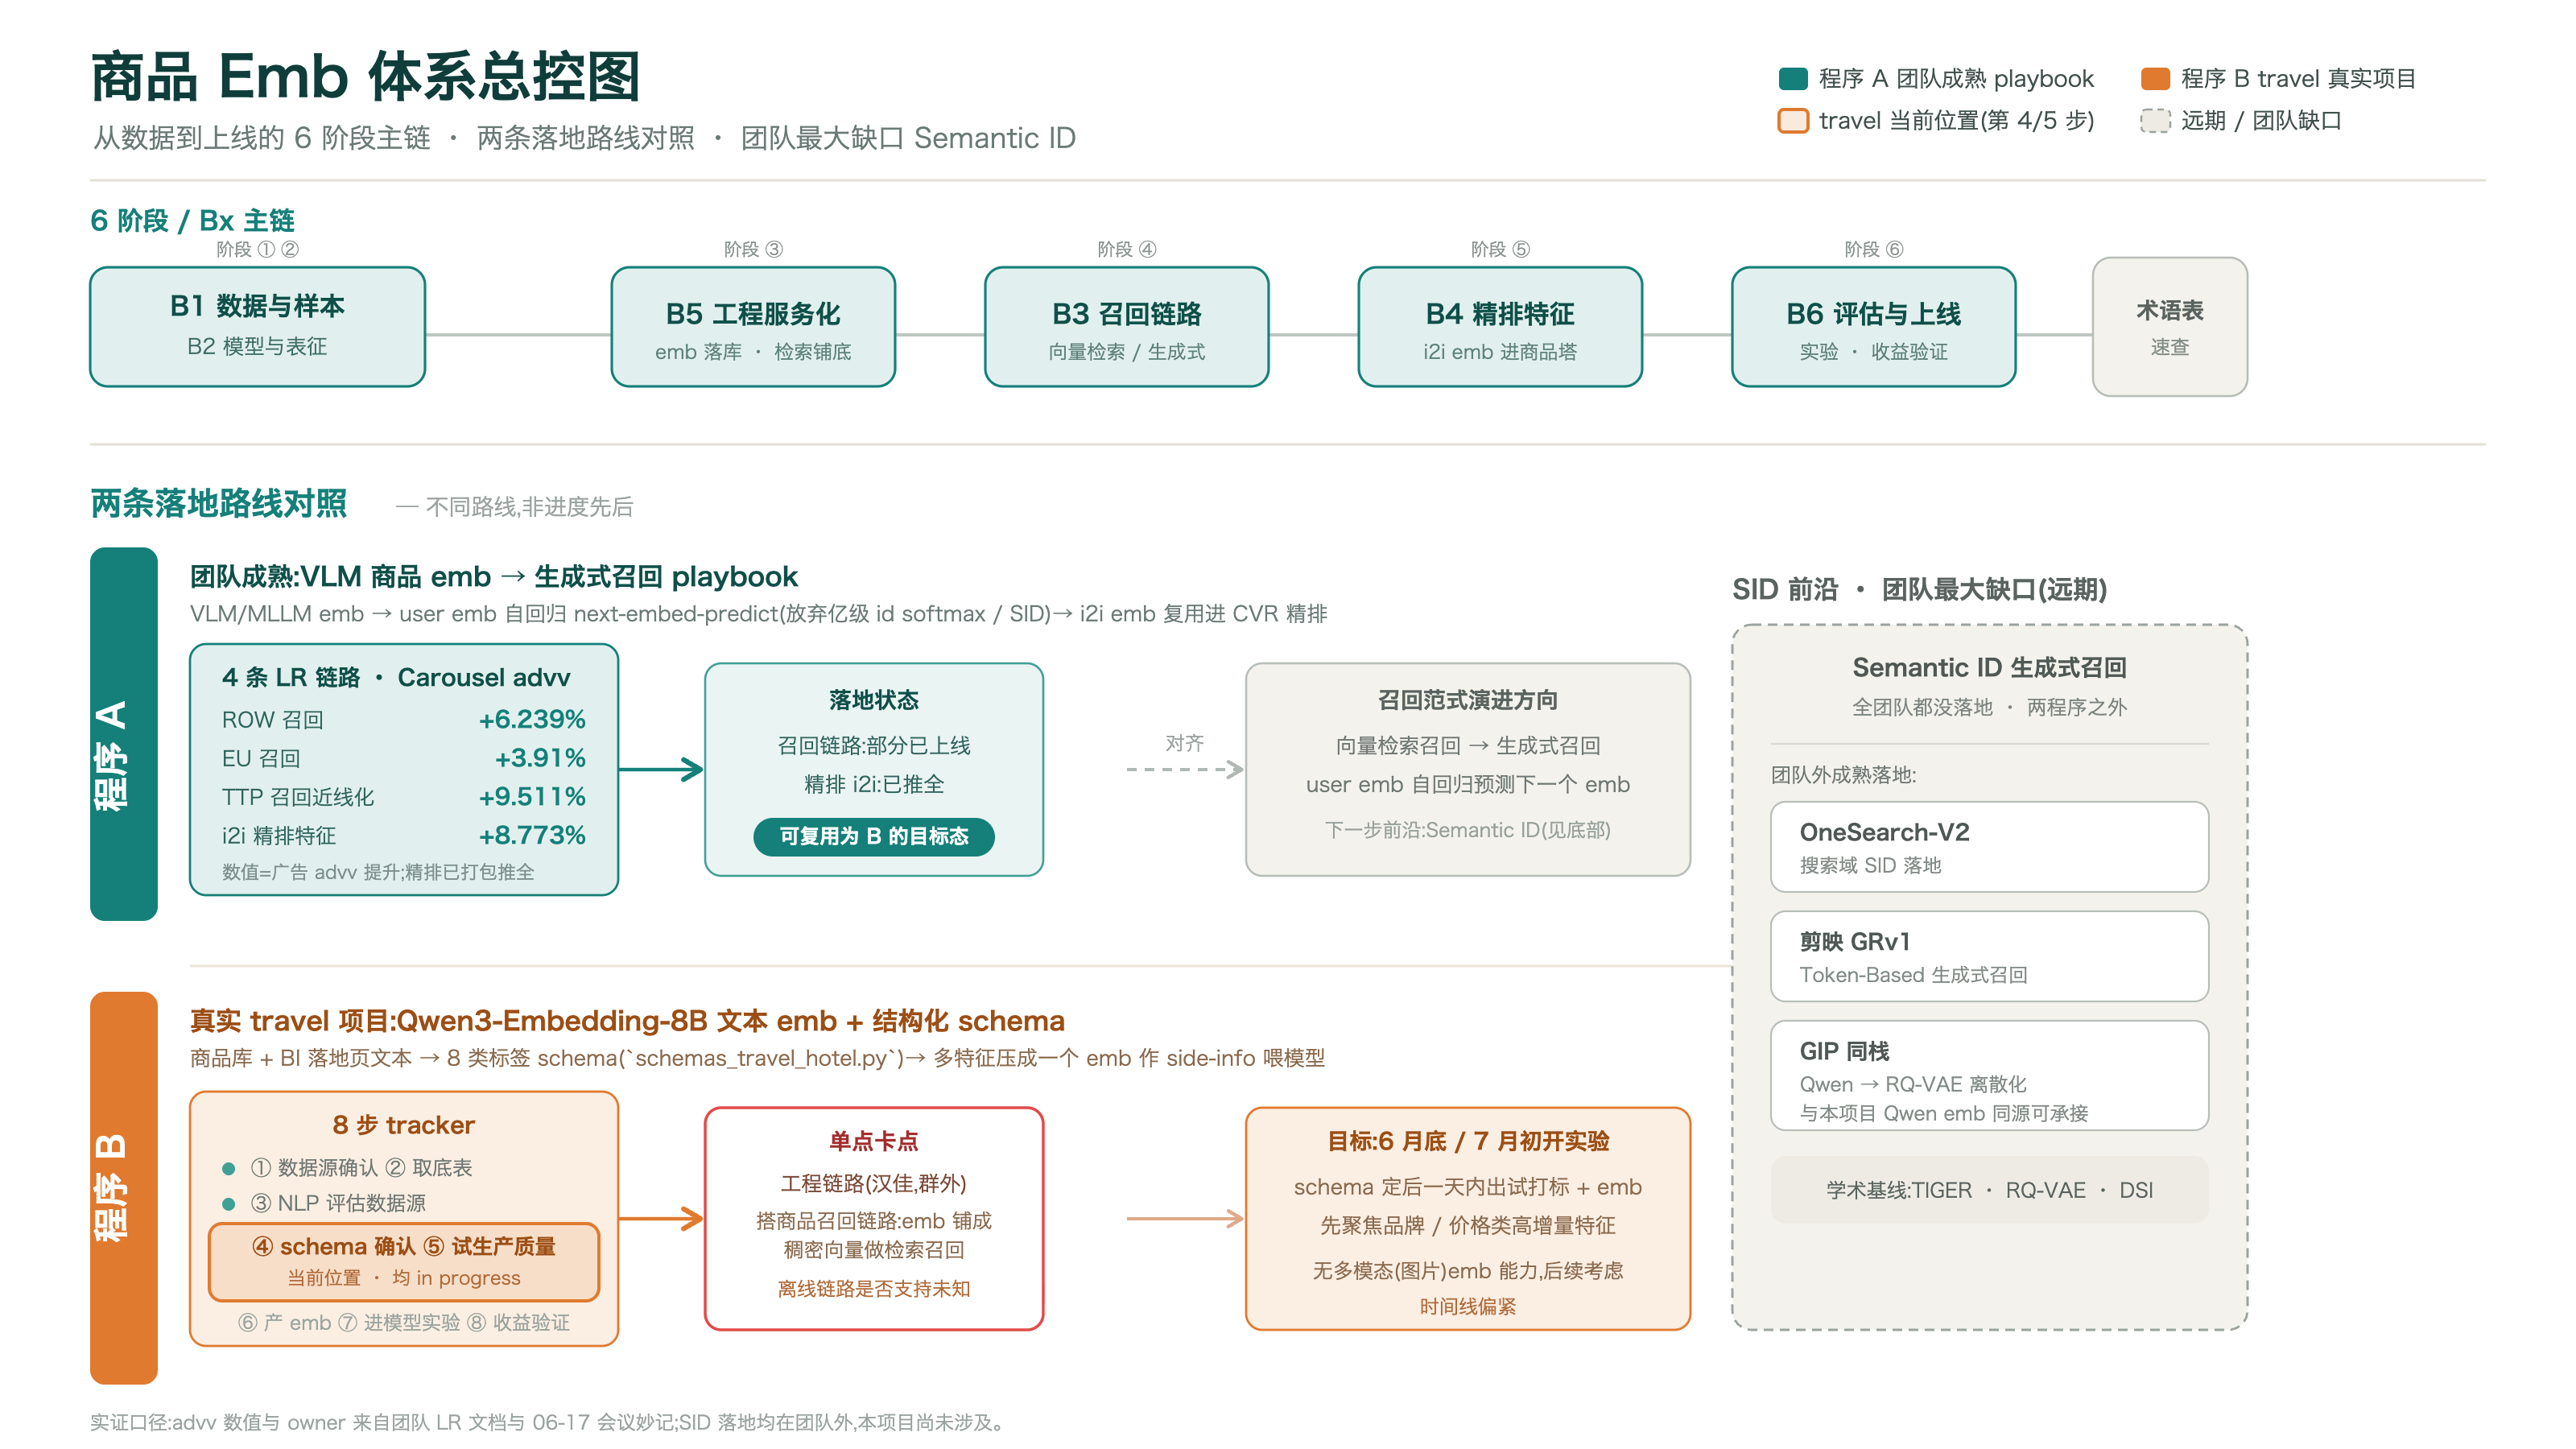 商品 Emb 体系总控图
从数据到上线的 6 阶段主链 · 两条落地路线对照 · 团队最大缺口 Semantic ID
程序 A 团队成熟 playbook
程序 B travel 真实项目
travel 当前位置(第 4/5 步)
远期 / 团队缺口
6 阶段 / Bx 主链
阶段 ① ②
B1 数据与样本
B2 模型与表征
阶段 ③
B5 工程服务化
emb 落库 · 检索铺底
阶段 ④
B3 召回链路
向量检索 / 生成式
阶段 ⑤
B4 精排特征
i2i emb 进商品塔
阶段 ⑥
B6 评估与上线
实验 · 收益验证
术语表
速查
两条落地路线对照
— 不同路线,非进度先后
程序 A
团队成熟:VLM 商品 emb → 生成式召回 playbook
VLM/MLLM emb → user emb 自回归 next-embed-predict(放弃亿级 id softmax / SID)→ i2i emb 复用进 CVR 精排
4 条 LR 链路 · Carousel advv
ROW 召回 +6.239%
EU 召回 +3.91%
TTP 召回近线化 +9.511%
i2i 精排特征 +8.773%
数值=广告 advv 提升;精排已打包推全
落地状态
召回链路:部分已上线
精排 i2i:已推全
可复用为 B 的目标态
对齐
召回范式演进方向
向量检索召回 → 生成式召回
user emb 自回归预测下一个 emb
下一步前沿:Semantic ID(见底部)
程序 B
真实 travel 项目:Qwen3-Embedding-8B 文本 emb + 结构化 schema
商品库 + BI 落地页文本 → 8 类标签 schema(`schemas_travel_hotel.py`)→ 多特征压成一个 emb 作 side-info 喂模型
8 步 tracker
① 数据源确认 ② 取底表
③ NLP 评估数据源
④ schema 确认 ⑤ 试生产质量
当前位置 · 均 in progress
⑥ 产 emb ⑦ 进模型实验 ⑧ 收益验证
单点卡点
工程链路(汉佳,群外)
搭商品召回链路:emb 铺成
稠密向量做检索召回
离线链路是否支持未知
目标:6 月底 / 7 月初开实验
schema 定后一天内出试打标 + emb
先聚焦品牌 / 价格类高增量特征
无多模态(图片)emb 能力,后续考虑
时间线偏紧
SID 前沿 · 团队最大缺口(远期)
Semantic ID 生成式召回
全团队都没落地 · 两程序之外
团队外成熟落地:
OneSearch-V2
搜索域 SID 落地
剪映 GRv1
Token-Based 生成式召回
GIP 同栈
Qwen → RQ-VAE 离散化
与本项目 Qwen emb 同源可承接
学术基线:TIGER · RQ-VAE · DSI
实证口径:advv 数值与 owner 来自团队 LR 文档与 06-17 会议妙记;SID 落地均在团队外,本项目尚未涉及。